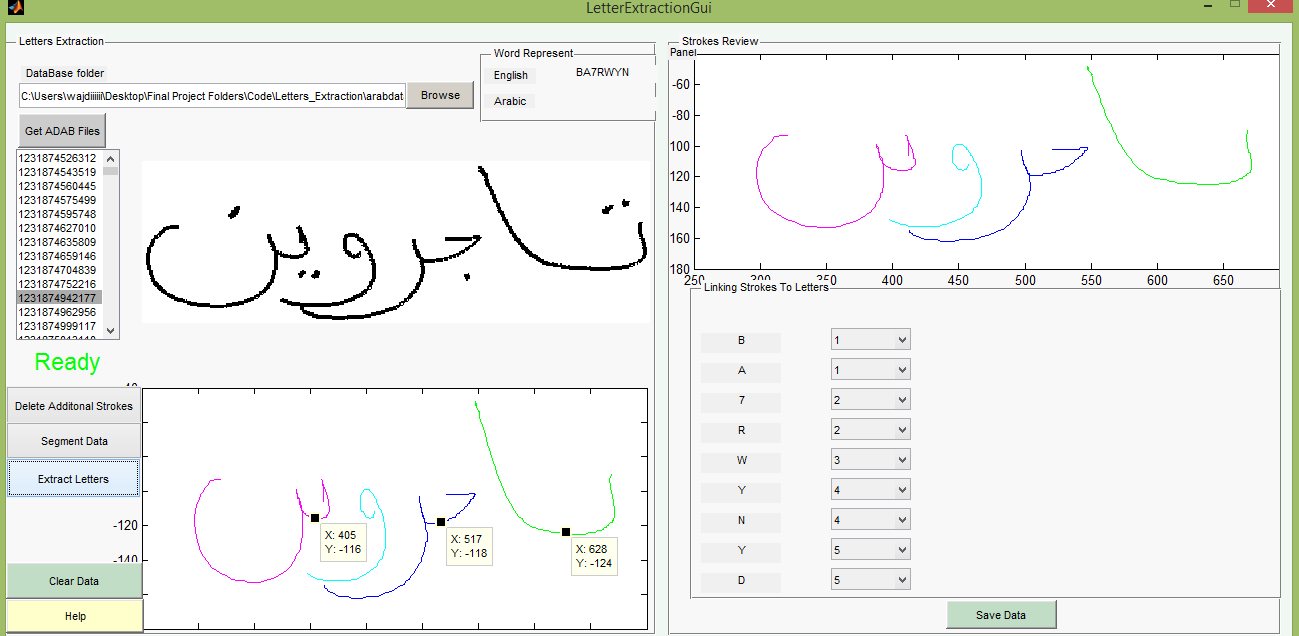 LetterExtractionGui
Letters Extraction
DataBase folder
C:\Users\wajdiiiiii\Desktop\Final Project Folders\Code\Letters_Extraction\arabdat
Browse
Word Represent
English
BA7RWYN
Arabic
Get ADAB Files
1231874526312
1231874543519
1231874560445
1231874575499
1231874595748
1231874627010
1231874635809
1231874659146
1231874704839
1231874752216
1231874942177
1231874962956
1231874999117
تاجروين
Ready
Delete Additonal Strokes
Segment Data
Extract Letters
Clear Data
Help
-120
-140
X: 405
Y: -116
X: 517
Y: -118
X: 628
Y: -124
Strokes Review
Panel
-60
-80
100
120
140
160
180
250
300
350
400
450
500
550
600
650
Linking Strokes To Letters
B 1
A 1
7 2
R 2
W 3
Y 4
N 4
Y 5
D 5
Save Data